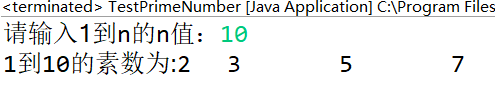 <terminated> TestPrimeNumber [Java Application] C:\Program Files
请输入1到n的n值：10
1到10的素数为:2 3 5 7